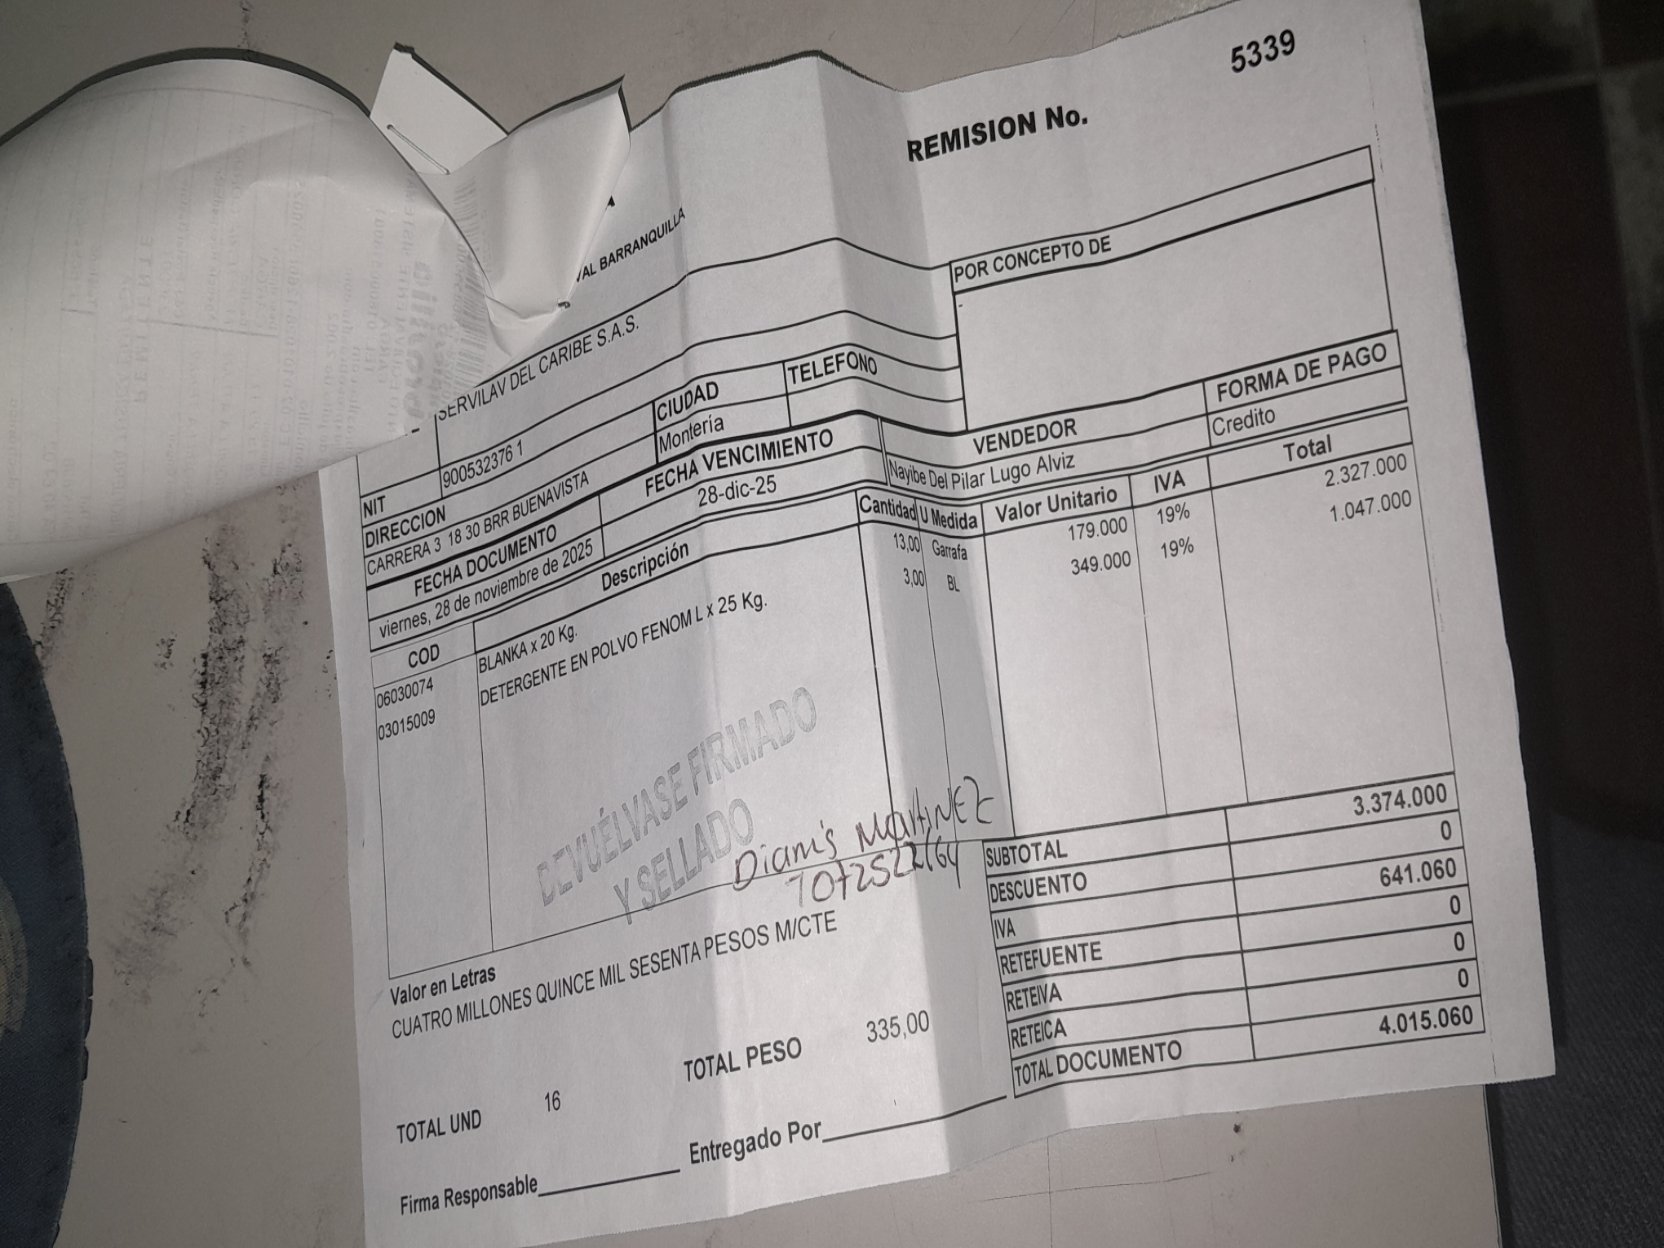 5339
REMISION No.
VAL BARRANQUILLA
POR CONCEPTO DE
-
SERVILAV DEL CARIBE S.A.S.
NIT 900532376 1
CIUDAD TELEFONO
Montería
DIRECCION
CARRERA 3 18 30 BRR BUENAVISTA
FECHA DOCUMENTO FECHA VENCIMIENTO VENDEDOR FORMA DE PAGO
viernes, 28 de noviembre de 2025 28-dic-25 Nayibe Del Pilar Lugo Alviz Credito
COD Descripción Cantidad U Medida Valor Unitario IVA Total
06030074 BLANKA x 20 Kg. 13,00 Garrafa 179.000 19% 2.327.000
03015009 DETERGENTE EN POLVO FENOM L x 25 Kg. 3,00 BL 349.000 19% 1.047.000
DEVUÉLVASE FIRMADO
Y SELLADO
Diam's Martinez
SUBTOTAL 3.374.000
DESCUENTO 0
IVA 641.060
RETEFUENTE 0
RETEIVA 0
RETEICA 0
TOTAL DOCUMENTO 4.015.060
Valor en Letras
CUATRO MILLONES QUINCE MIL SESENTA PESOS M/CTE
TOTAL UND 16 TOTAL PESO 335,00
Firma Responsable Entregado Por